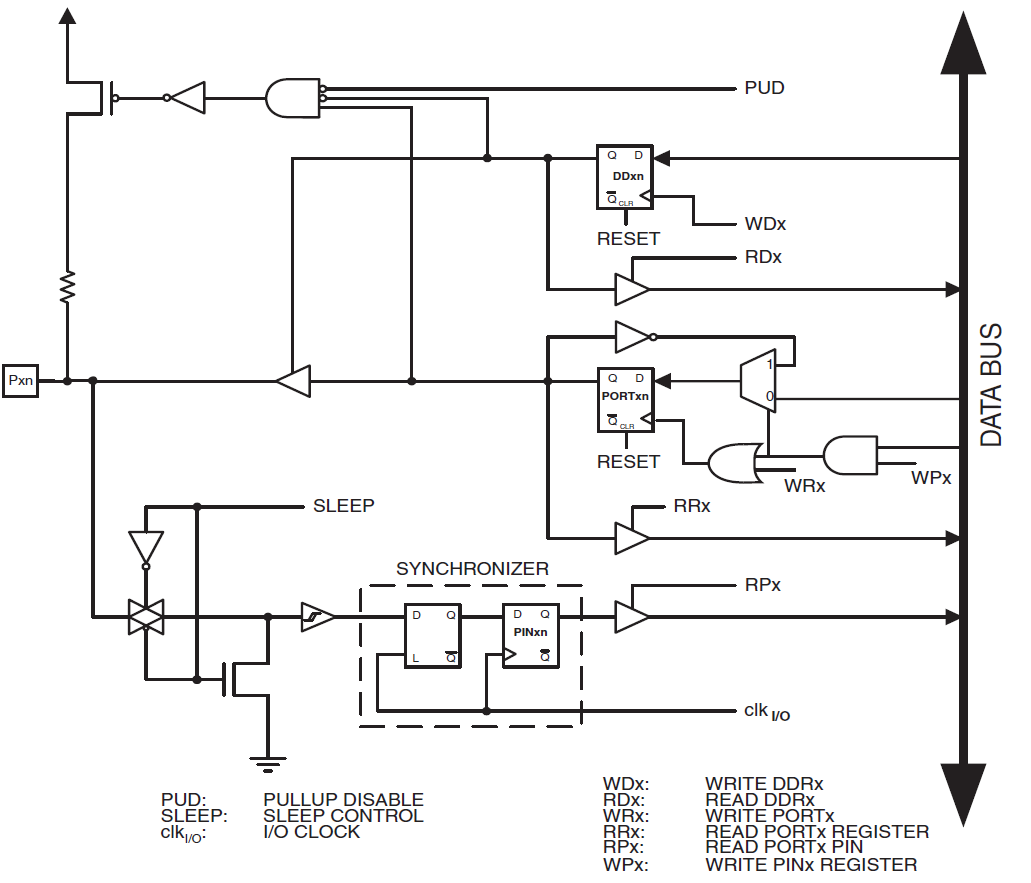 PUD
Q D
DDxn
Q CLR
WDx
RESET
RDx
1
Pxn
Q D
PORTxn
0
Q CLR
RESET
WRx
WPx
DATA BUS
SLEEP
RRx
SYNCHRONIZER
RPx
D Q
D Q
PINxn
L Q
Q
clk I/O
PUD: PULLUP DISABLE
SLEEP: SLEEP CONTROL
clkI/O: I/O CLOCK
WDx: WRITE DDRx
RDx: READ DDRx
WRx: WRITE PORTx
RRx: READ PORTx REGISTER
RPx: READ PORTx PIN
WPx: WRITE PINx REGISTER